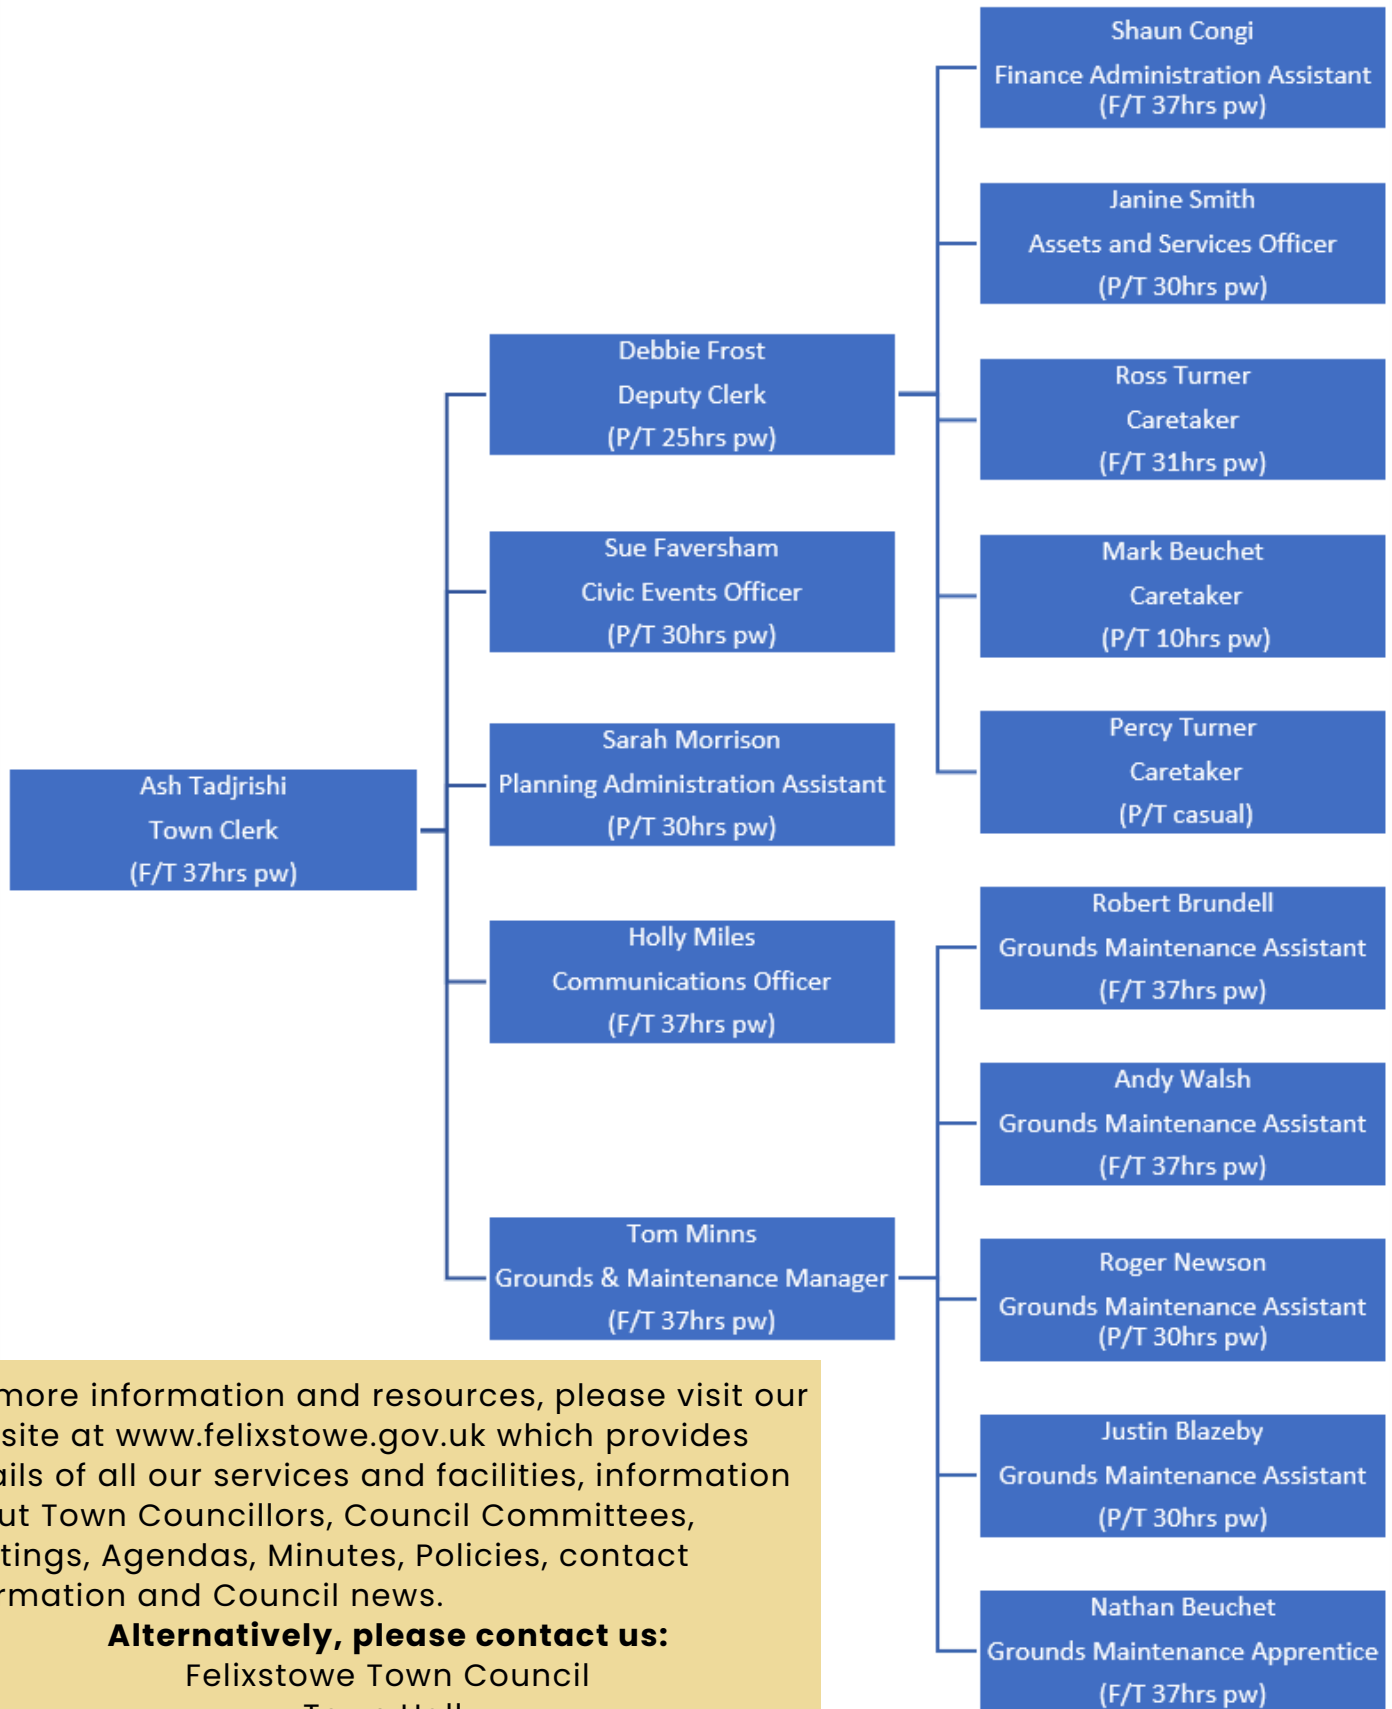 Shaun Congi
Finance Administration Assistant
(F/T 37hrs pw)
Janine Smith
Assets and Services Officer
(P/T 30hrs pw)
Debbie Frost
Deputy Clerk
(P/T 25hrs pw)
Ross Turner
Caretaker
(F/T 31hrs pw)
Sue Faversham
Civic Events Officer
(P/T 30hrs pw)
Mark Beuchet
Caretaker
(P/T 10hrs pw)
Sarah Morrison
Planning Administration Assistant
(P/T 30hrs pw)
Percy Turner
Caretaker
(P/T casual)
Ash Tadjrishi
Town Clerk
(F/T 37hrs pw)
Holly Miles
Communications Officer
(F/T 37hrs pw)
Robert Brundell
Grounds Maintenance Assistant
(F/T 37hrs pw)
Andy Walsh
Grounds Maintenance Assistant
(F/T 37hrs pw)
Tom Minns
Grounds & Maintenance Manager
(F/T 37hrs pw)
Roger Newson
Grounds Maintenance Assistant
(P/T 30hrs pw)
Justin Blazeby
Grounds Maintenance Assistant
(P/T 30hrs pw)
Nathan Beuchet
Grounds Maintenance Apprentice
(F/T 37hrs pw)
more information and resources, please visit our
site at www.felixstowe.gov.uk which provides
of all our services and facilities, information
Town Councillors, Council Committees,
Agendas, Minutes, Policies, contact
and Council news.
Alternatively, please contact us:
Felixstowe Town Council